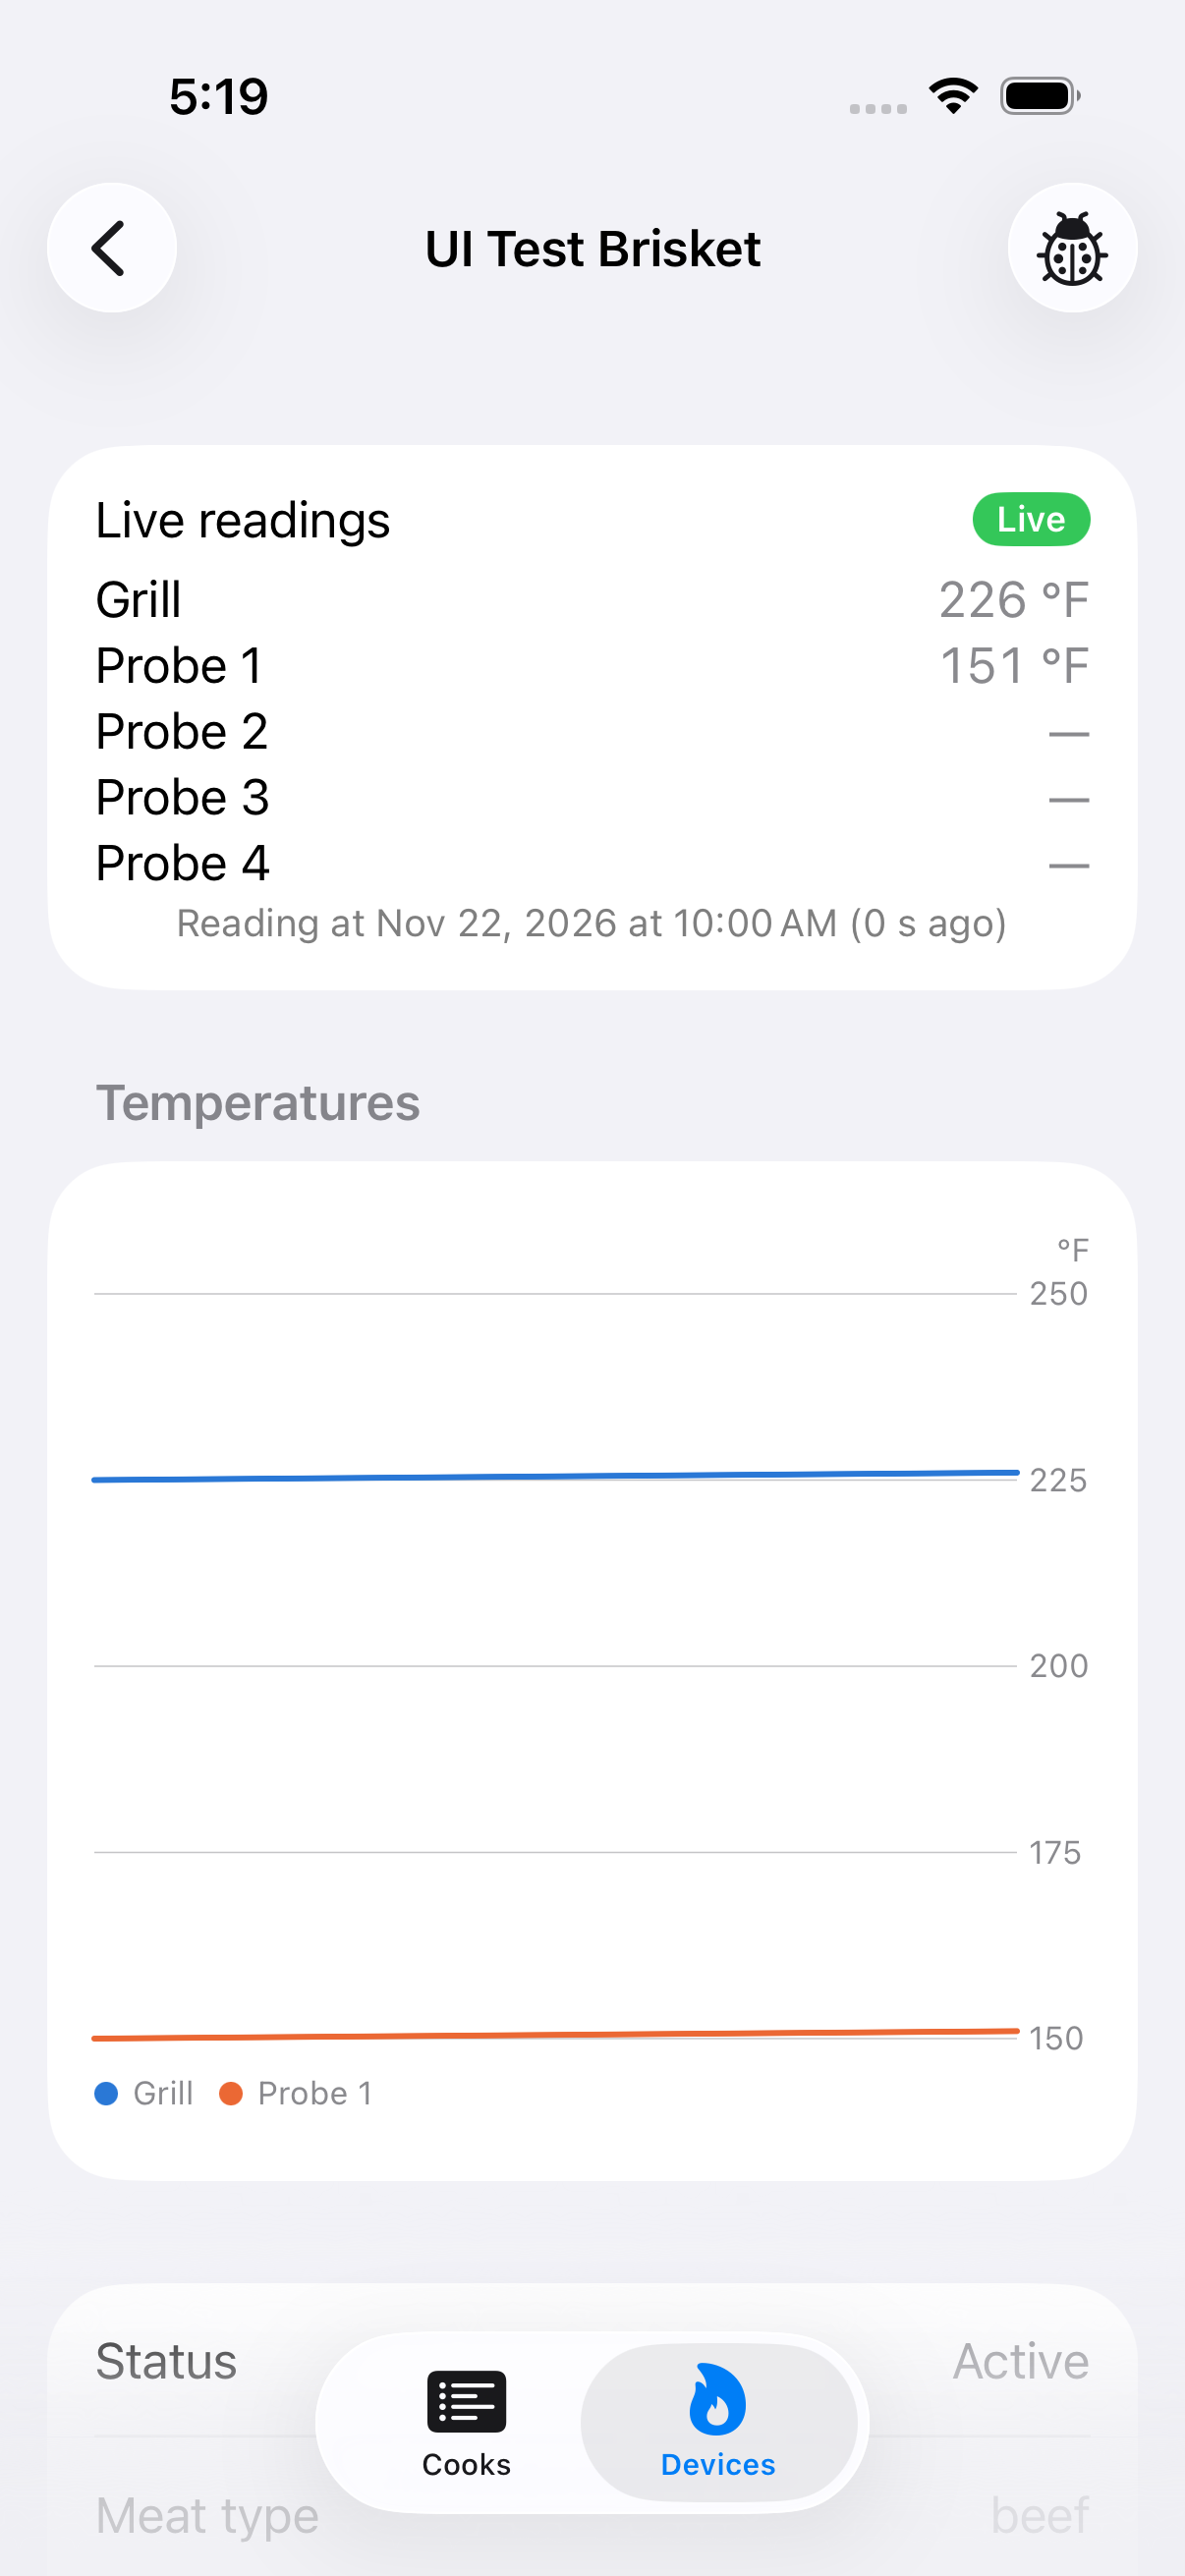 5:19
UI Test Brisket
Live readings Live
Grill 226 °F
Probe 1 151 °F
Probe 2 —
Probe 3 —
Probe 4 —
Reading at Nov 22, 2026 at 10:00 AM (0 s ago)
Temperatures
°F
250
225
200
175
150
Grill Probe 1
Status Active
Cooks Devices
Meat type beef